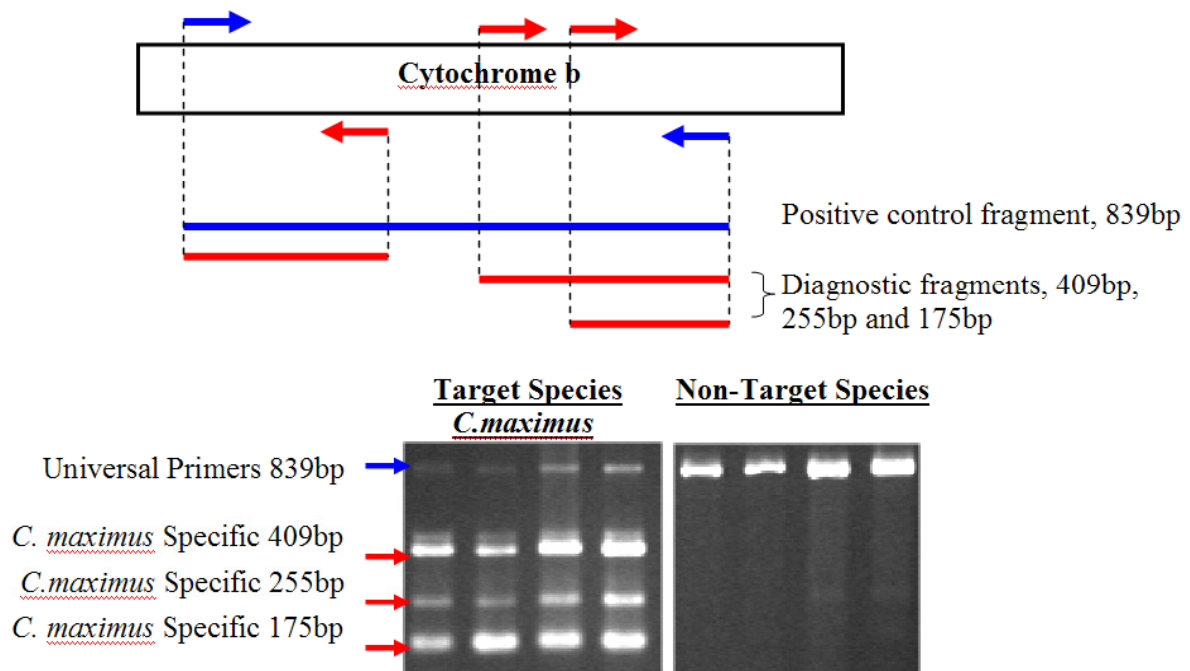 Cytochrome b
Positive control fragment, 839bp
Diagnostic fragments, 409bp,
255bp and 175bp
Target Species
C.maximus
Non-Target Species
Universal Primers 839bp
C. maximus Specific 409bp
C.maximus Specific 255bp
C. maximus Specific 175bp